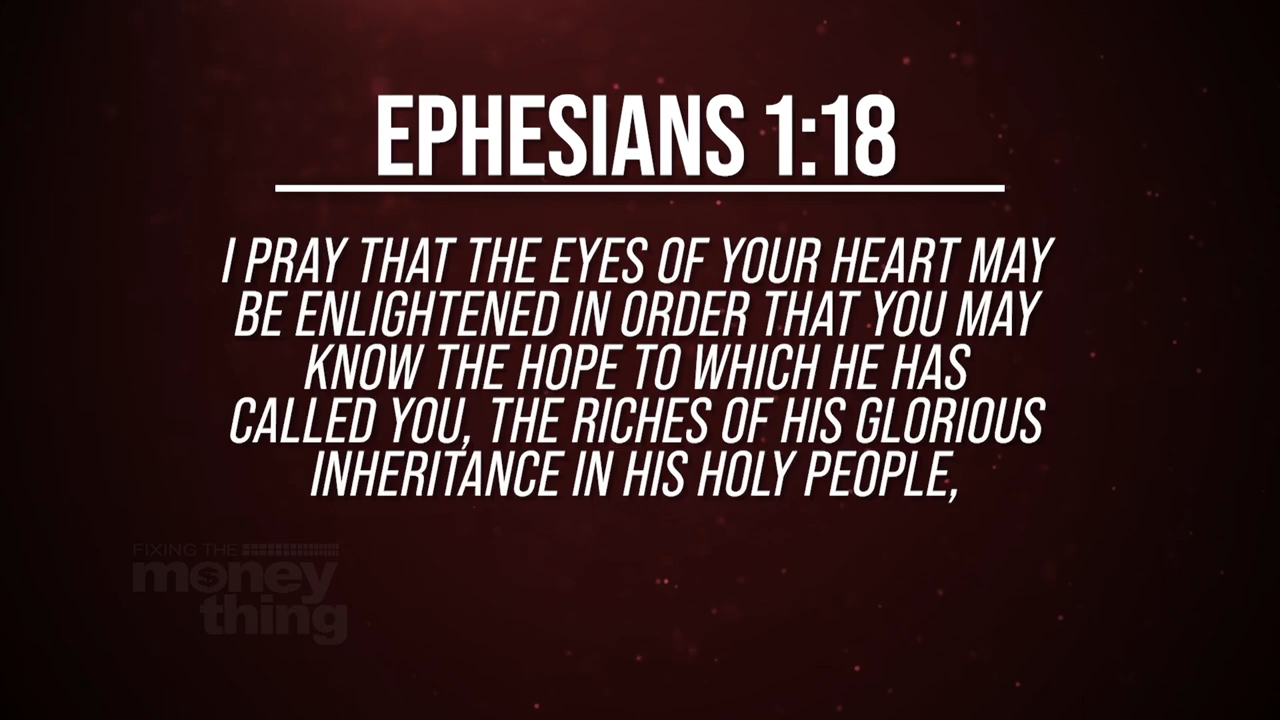 EPHESIANS 1:18
I PRAY THAT THE EYES OF YOUR HEART MAY
BE ENLIGHTENED IN ORDER THAT YOU MAY
KNOW THE HOPE TO WHICH HE HAS
CALLED YOU, THE RICHES OF HIS GLORIOUS
INHERITANCE IN HIS HOLY PEOPLE,
FIXING THE
money
thing